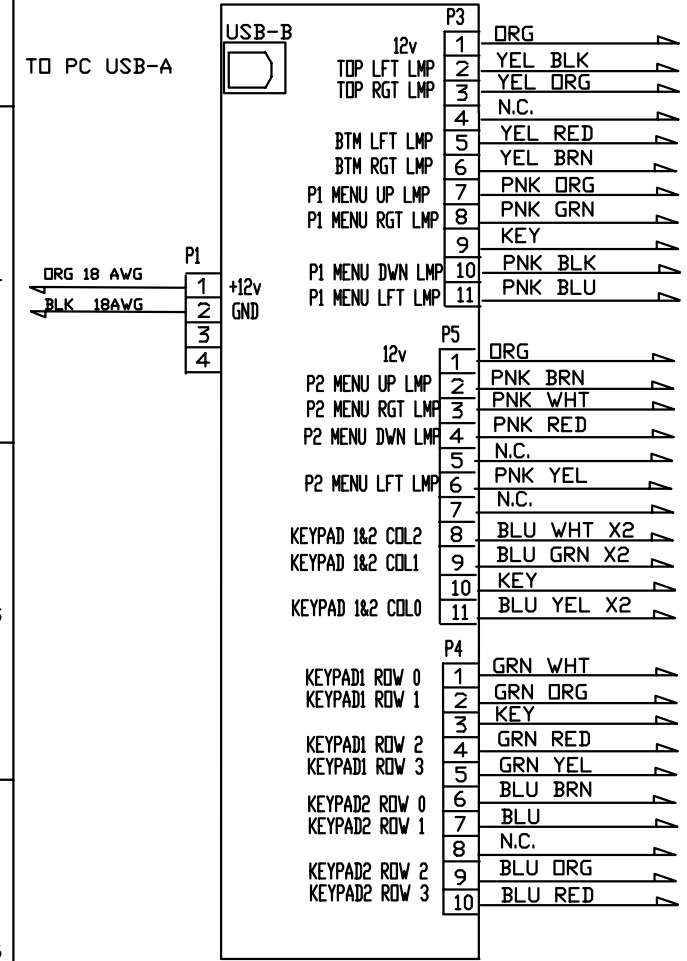 USB-B
TO PC USB-A
P3
12v 1 ORG
TOP LFT LMP 2 YEL BLK
TOP RGT LMP 3 YEL ORG
4 N.C.
BTM LFT LMP 5 YEL RED
BTM RGT LMP 6 YEL BRN
P1 MENU UP LMP 7 PNK ORG
P1 MENU RGT LMP 8 PNK GRN
9 KEY
P1 MENU DWN LMP 10 PNK BLK
P1 MENU LFT LMP 11 PNK BLU
P1
ORG 18 AWG 1 +12v
BLK 18AWG 2 GND
3
4
P5
12v 1 ORG
P2 MENU UP LMP 2 PNK BRN
P2 MENU RGT LMP 3 PNK WHT
P2 MENU DWN LMP 4 PNK RED
5 N.C.
P2 MENU LFT LMP 6 PNK YEL
7 N.C.
KEYPAD 1&2 COL2 8 BLU WHT X2
KEYPAD 1&2 COL1 9 BLU GRN X2
10 KEY
KEYPAD 1&2 COL0 11 BLU YEL X2
P4
KEYPAD1 ROW 0 1 GRN WHT
KEYPAD1 ROW 1 2 GRN ORG
3 KEY
KEYPAD1 ROW 2 4 GRN RED
KEYPAD1 ROW 3 5 GRN YEL
KEYPAD2 ROW 0 6 BLU BRN
KEYPAD2 ROW 1 7 BLU
8 N.C.
KEYPAD2 ROW 2 9 BLU ORG
KEYPAD2 ROW 3 10 BLU RED